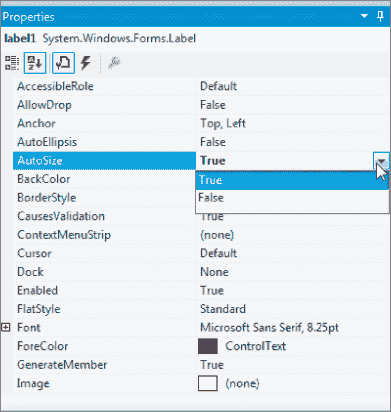 Properties
label1 System.Windows.Forms.Label
AccessibleRole Default
AllowDrop False
Anchor Top, Left
AutoEllipsis False
AutoSize True
BackColor True
BorderStyle False
CausesValidation True
ContextMenuStrip (none)
Cursor Default
Dock None
Enabled True
FlatStyle Standard
Font Microsoft Sans Serif, 8.25pt
ForeColor ControlText
GenerateMember True
Image (none)